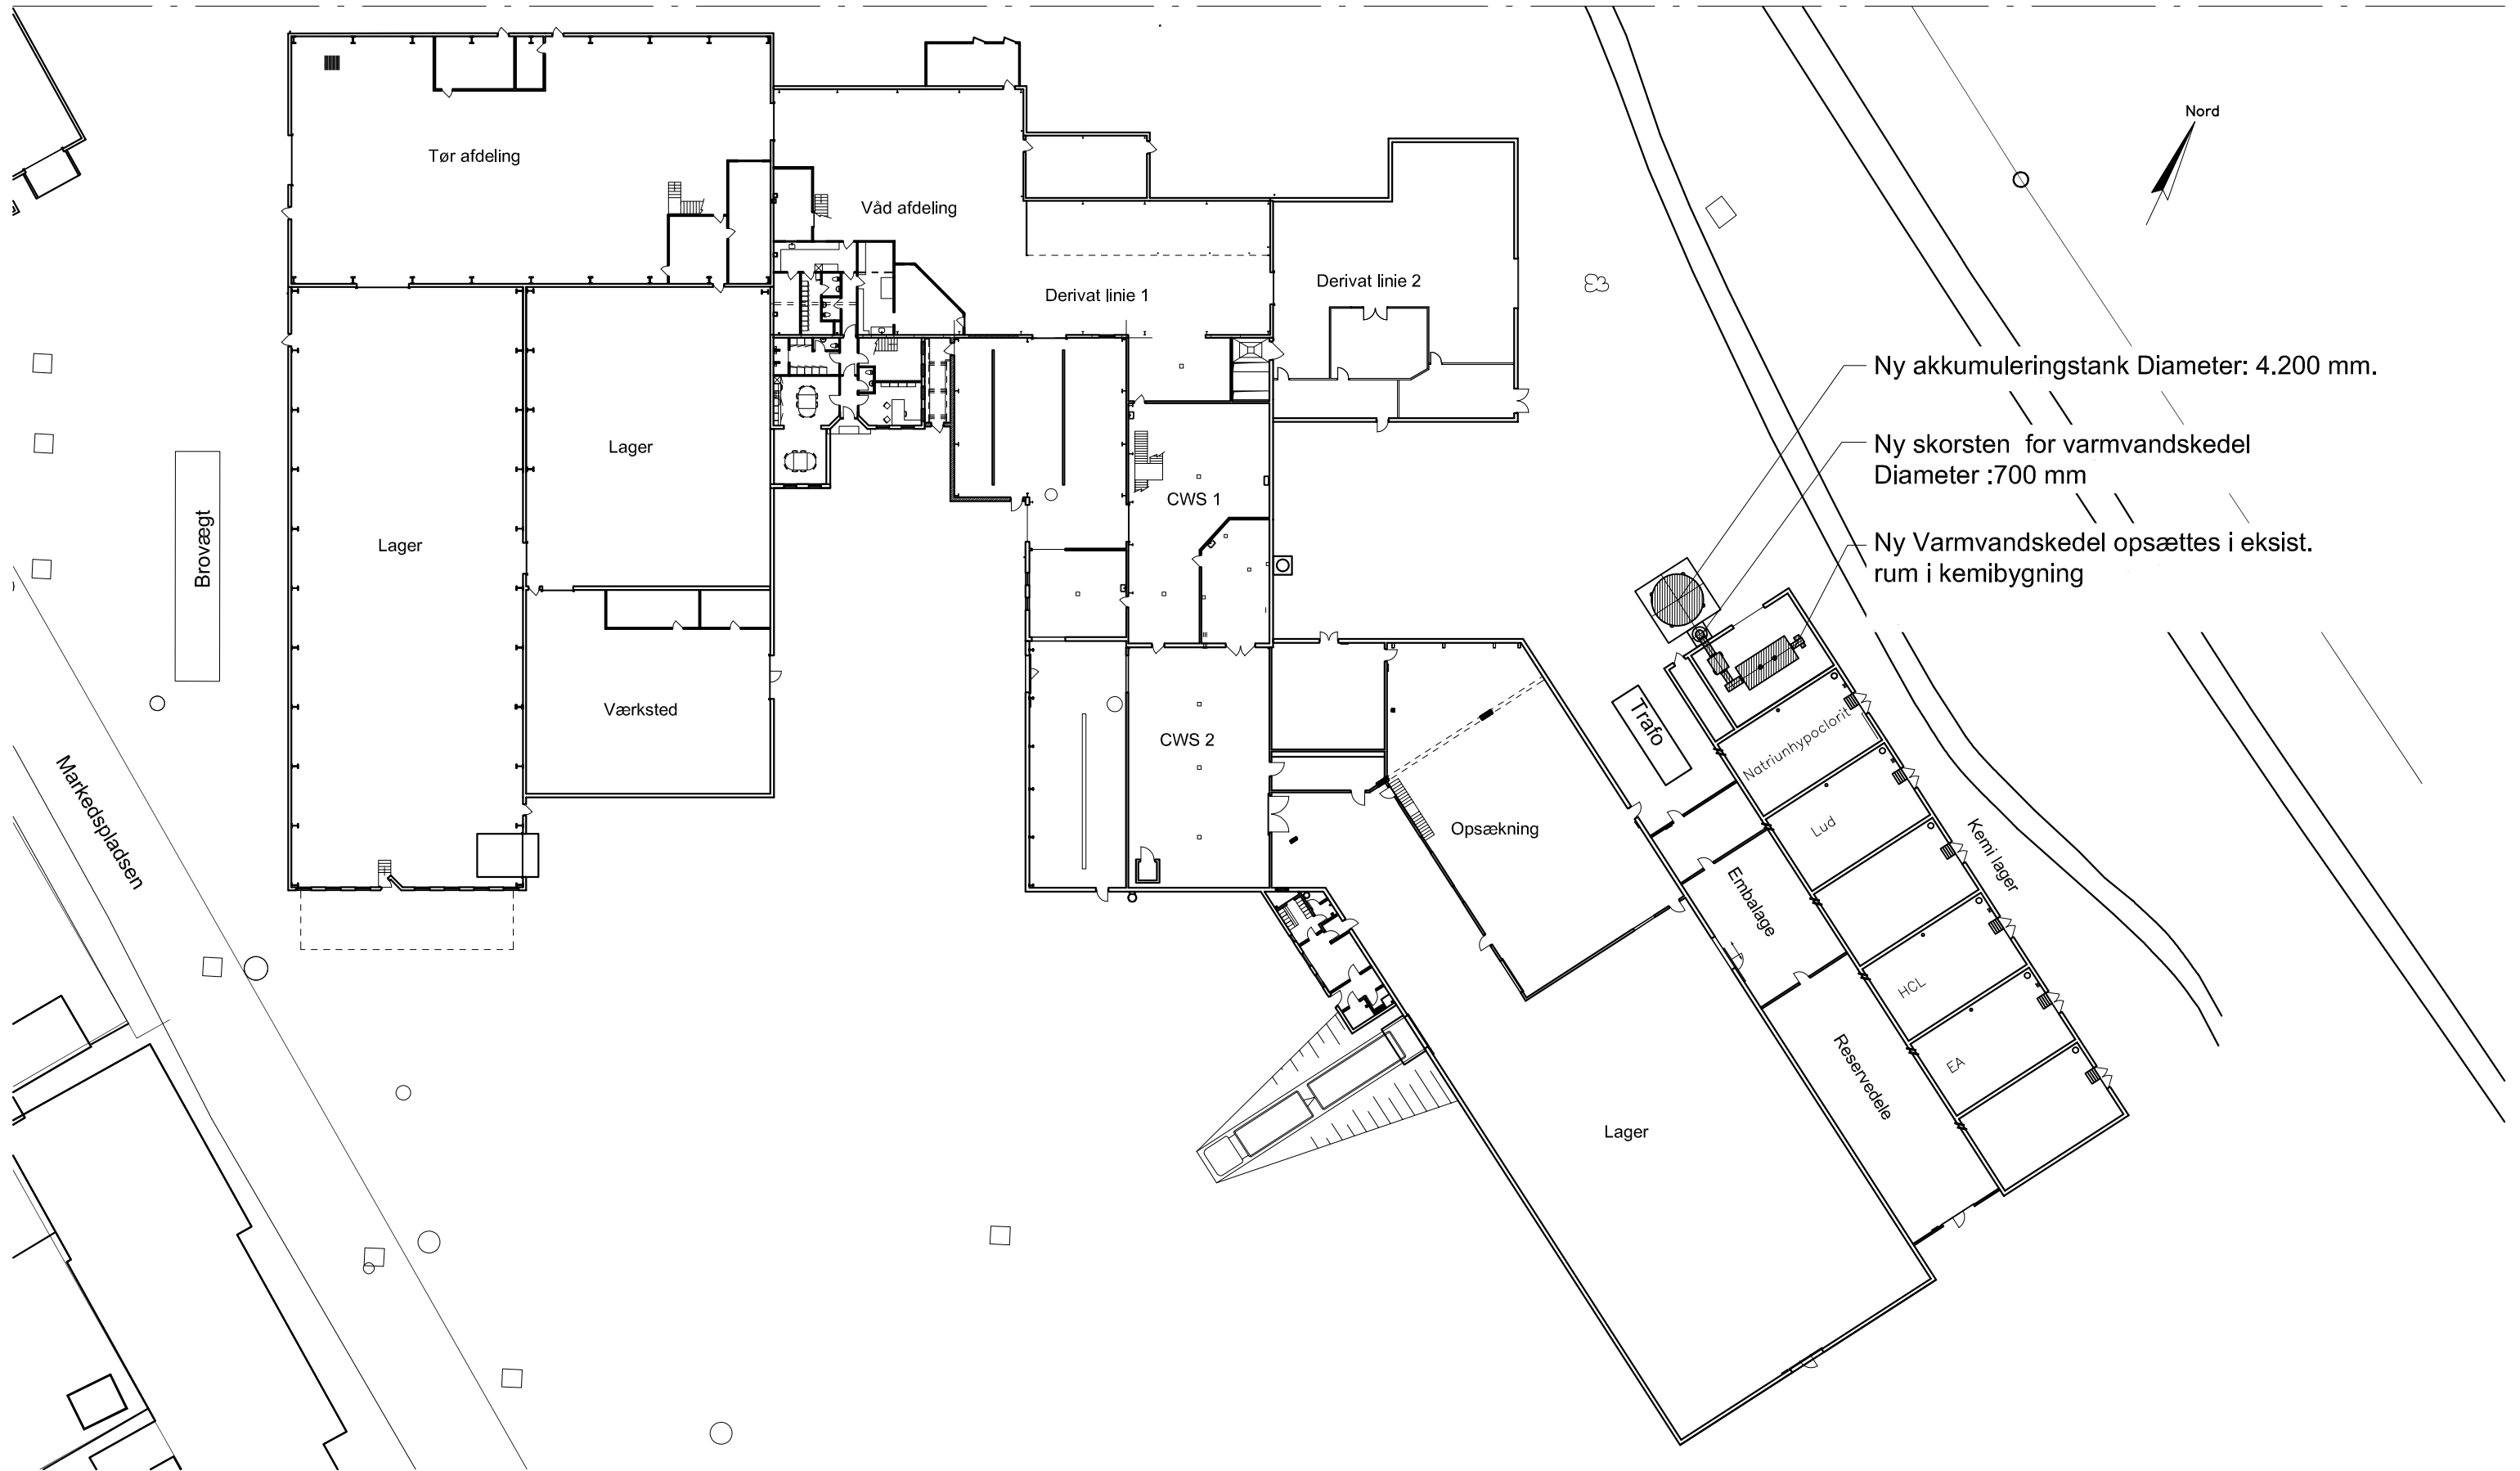 Nord
Tør afdeling
Våd afdeling
Derivat linie 1
Derivat linie 2
Ny akkumuleringstank Diameter: 4.200 mm.
Ny skorsten for varmvandskedel
Diameter :700 mm
Ny Varmvandskedel opsættes i eksist.
rum i kemibygning
Lager
CWS 1
Brovægt
Lager
Værksted
CWS 2
Trafo
Natriunhypoclorit
Markedspladsen
Opsækning
Lud
Kemi lager
Embalage
HCL
EA
Reservedele
Lager